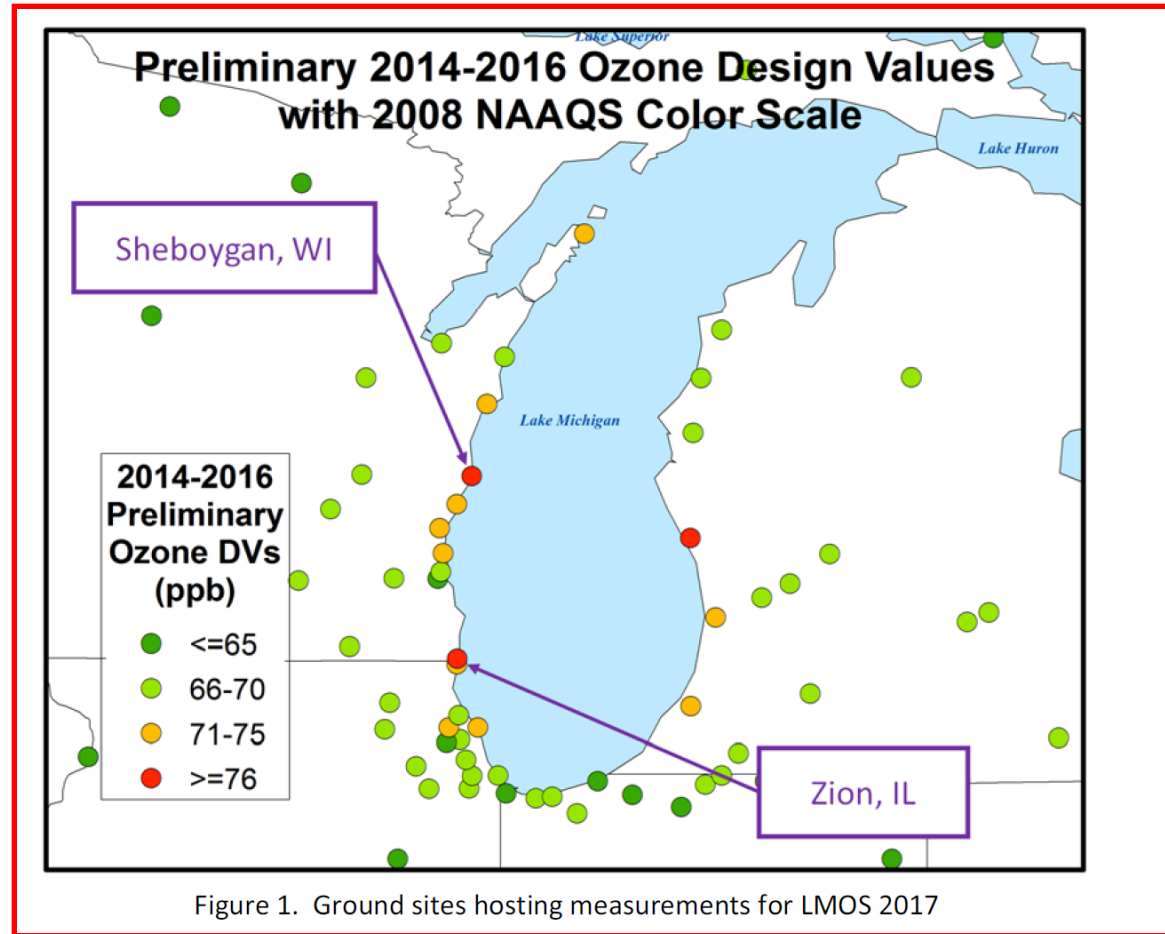 Lake Superior
Preliminary 2014-2016 Ozone Design Values
with 2008 NAAQS Color Scale
Lake Huron
Sheboygan, WI
Lake Michigan
2014-2016
Preliminary
Ozone DVs
(ppb)
<=65
66-70
71-75
>=76
Zion, IL
Figure 1. Ground sites hosting measurements for LMOS 2017